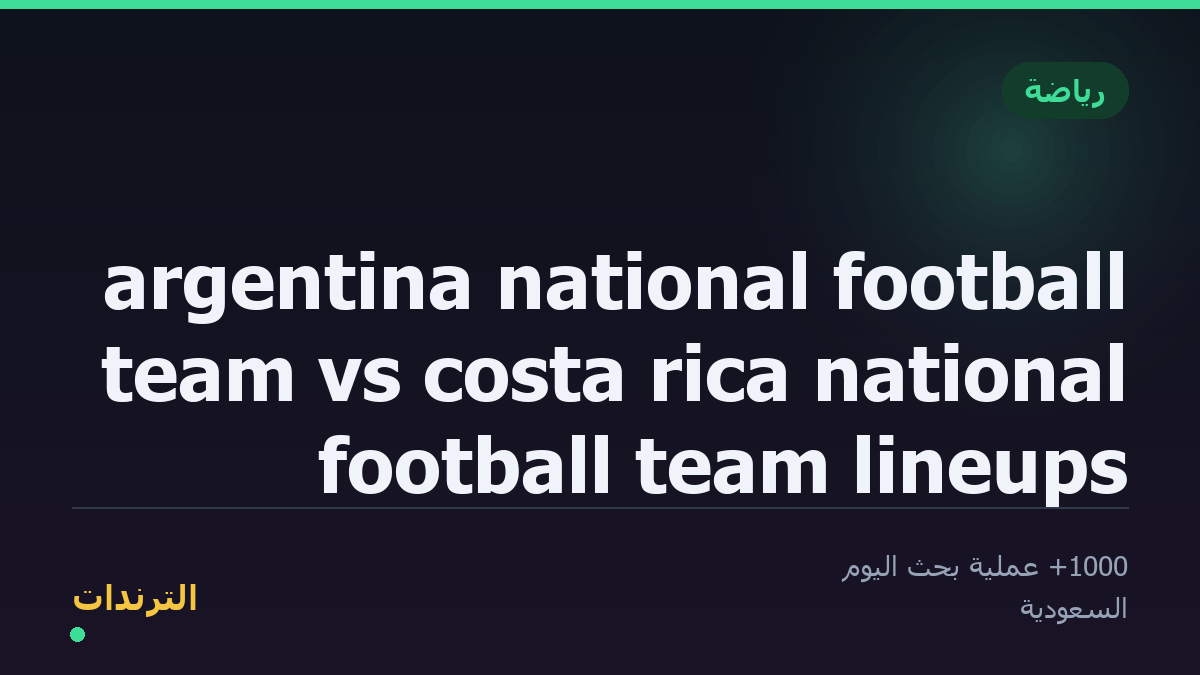 رياضة
argentina national football
team vs costa rica national
football team lineups
1000+ عملية بحث اليوم
السعودية
الترندات